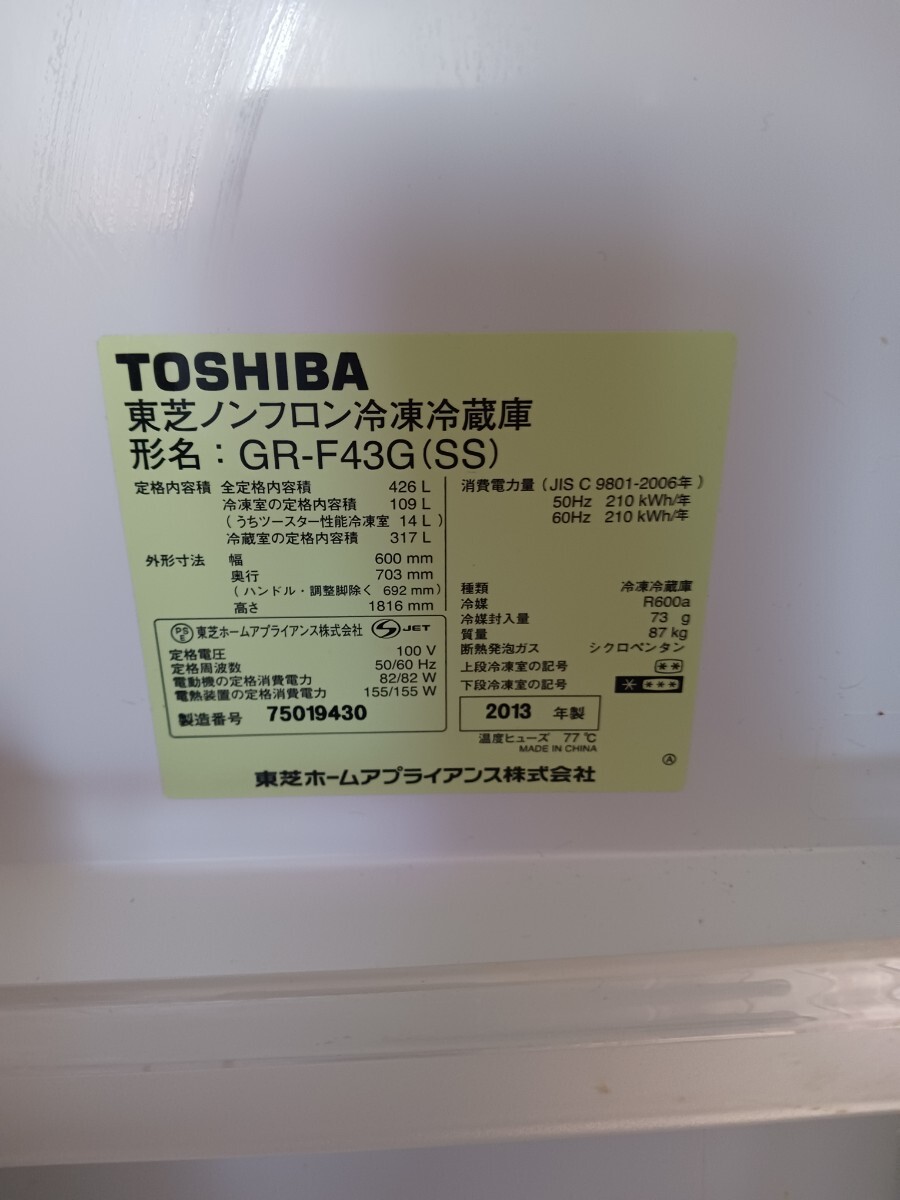 TOSHIBA
東芝ノンフロン冷凍冷蔵庫
形名：GR-F43G(SS)
定格内容積 全定格内容積 426 L
冷凍室の定格内容積 109 L
(うちツースター性能冷凍室 14 L)
冷蔵室の定格内容積 317 L
外形寸法 幅 600 mm
奥行 703 mm
(ハンドル・調整脚除く 692 mm)
高さ 1816 mm
PSE 東芝ホームアプライアンス株式会社 S JET
定格電圧 100 V
定格周波数 50/60 Hz
電動機の定格消費電力 82/82 W
電熱装置の定格消費電力 155/155 W
製造番号 75019430
消費電力量 (JIS C 9801-2006年)
50Hz 210 kWh/年
60Hz 210 kWh/年
種類 冷凍冷蔵庫
冷媒 R600a
冷媒封入量 73 g
質量 87 kg
断熱発泡ガス シクロペンタン
上段冷凍室の記号 **
下段冷凍室の記号 * ***
2013 年製
温度ヒューズ 77℃
MADE IN CHINA
Ⓐ
東芝ホームアプライアンス株式会社